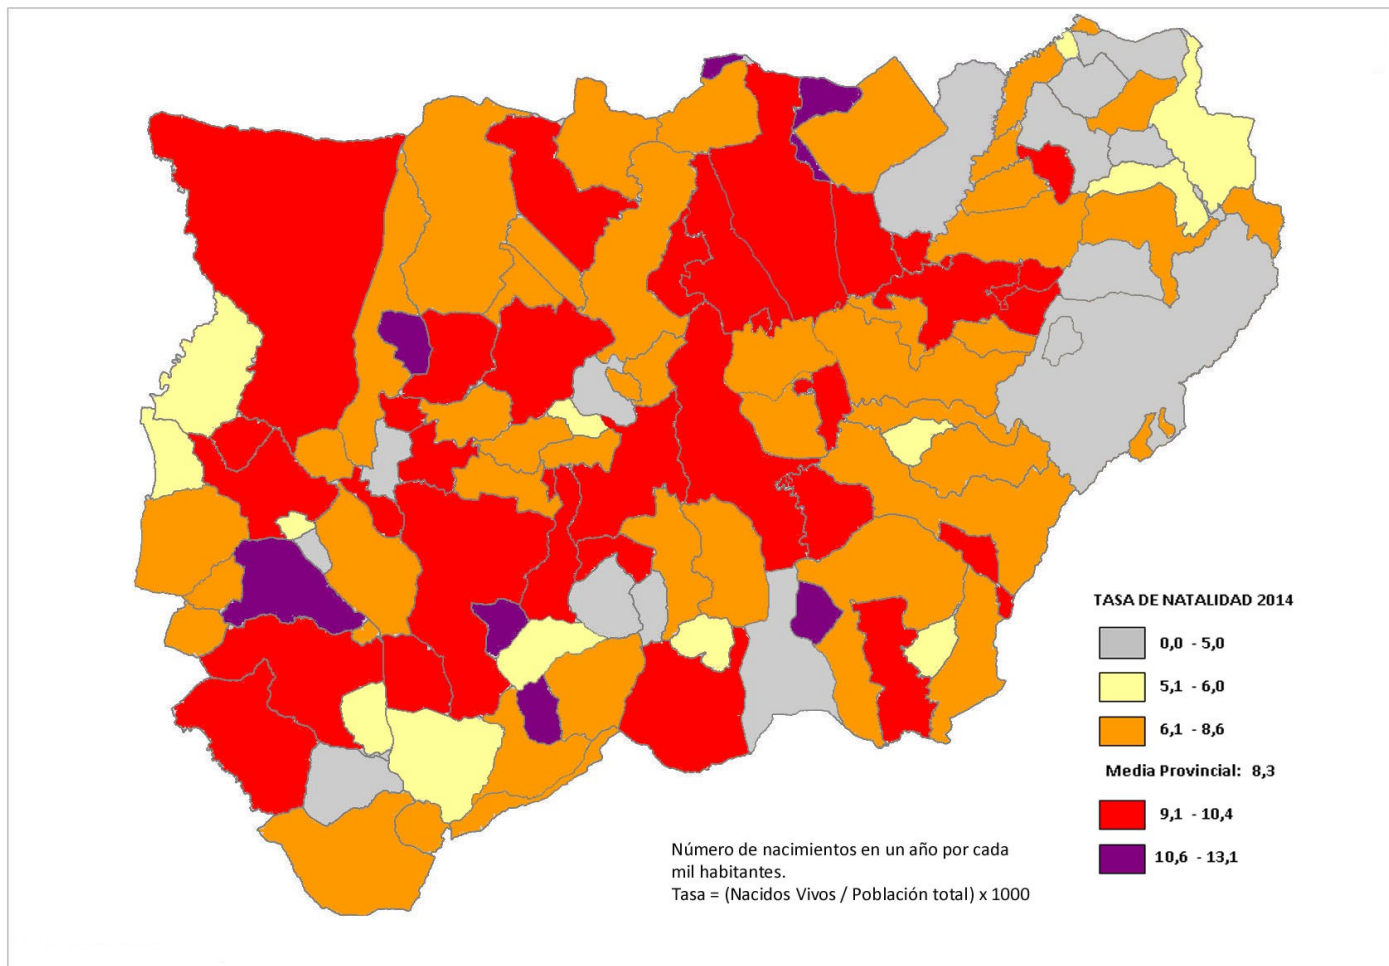 TASA DE NATALIDAD 2014
0,0 - 5,0
5,1 - 6,0
6,1 - 8,6
Media Provincial: 8,3
9,1 - 10,4
10,6 - 13,1
Número de nacimientos en un año por cada
mil habitantes.
Tasa = (Nacidos Vivos / Población total) x 1000